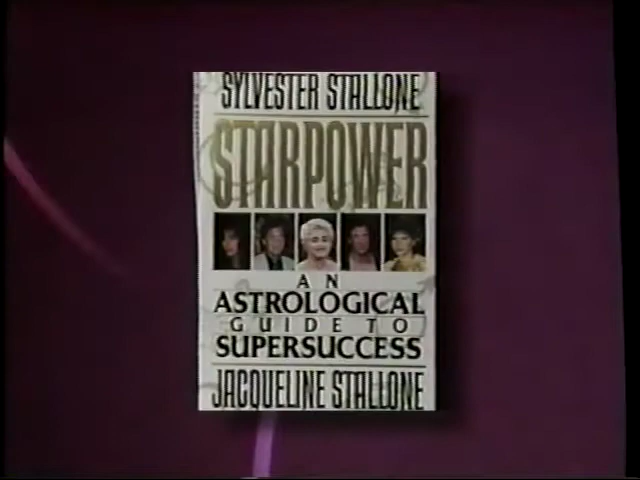 SYLVESTER STALLONE
STARPOWER
AN
ASTROLOGICAL
GUIDE TO
SUPERSUCCESS
JACQUELINE STALLONE